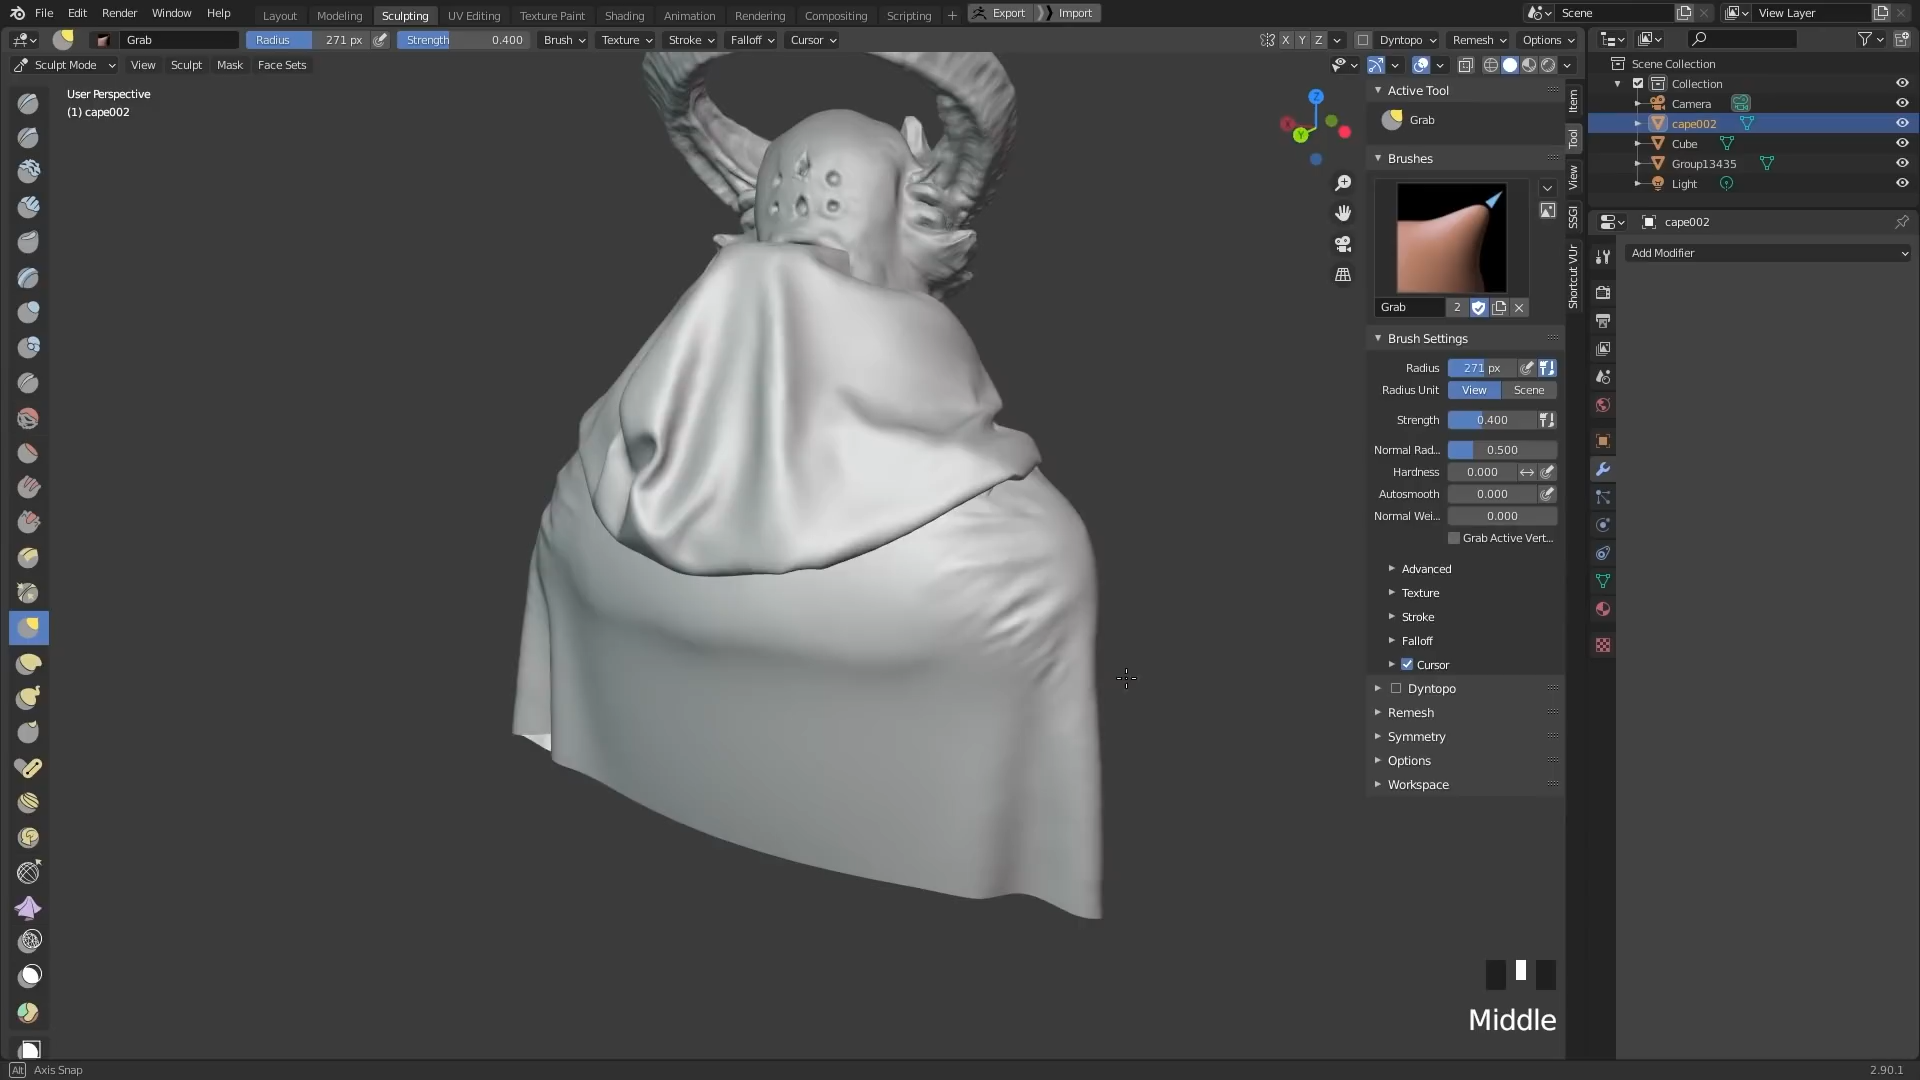 File Edit Render Window Help Layout Modeling Sculpting UV Editing Texture Paint Shading Animation Rendering Compositing Scripting + Export Import Scene View Layer
Grab Radius 271 px Strength 0.400 Brush Texture Stroke Falloff Cursor X Y Z Dyntopo Remesh Options
Sculpt Mode View Sculpt Mask Face Sets
User Perspective
(1) cape002
Z
X
Y
Active Tool
Grab
Brushes
Grab 2
Brush Settings
Radius 271 px
Radius Unit View Scene
Strength 0.400
Normal Rad... 0.500
Hardness 0.000
Autosmooth 0.000
Normal Wei... 0.000
Grab Active Vert...
Advanced
Texture
Stroke
Falloff
Cursor
Dyntopo
Remesh
Symmetry
Options
Workspace
Item
Tool
View
SSGI
Shortcut VUr
Scene Collection
Collection
Camera
cape002
Cube
Group13435
Light
cape002
Add Modifier
Middle
Alt Axis Snap
2.90.1